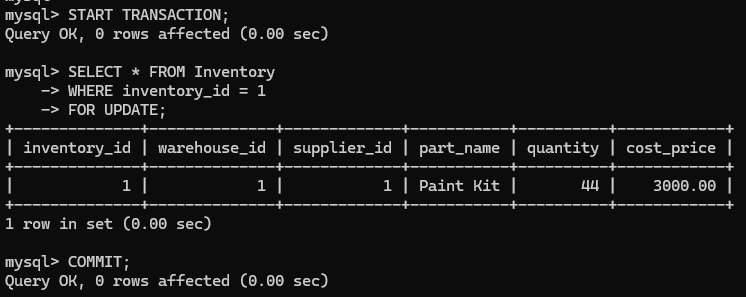 mysql> START TRANSACTION;
Query OK, 0 rows affected (0.00 sec)
mysql> SELECT * FROM Inventory
    -> WHERE inventory_id = 1
    -> FOR UPDATE;
+--------------+--------------+-------------+-----------+----------+------------+
| inventory_id | warehouse_id | supplier_id | part_name | quantity | cost_price |
+--------------+--------------+-------------+-----------+----------+------------+
|            1 |            1 |           1 | Paint Kit |       44 |    3000.00 |
+--------------+--------------+-------------+-----------+----------+------------+
1 row in set (0.00 sec)
mysql> COMMIT;
Query OK, 0 rows affected (0.00 sec)